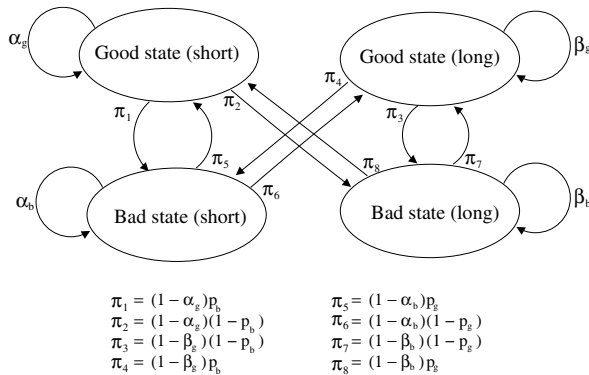 α_g
Good state (short)
Good state (long)
β_g
π_1
π_2
π_4
π_3
π_5
π_6
π_8
π_7
α_b
Bad state (short)
Bad state (long)
β_b
π_1 = (1-α_g)p_b
π_2 = (1-α_g)(1-p_b)
π_3 = (1-β_g)(1-p_b)
π_4 = (1-β_g)p_b
π_5 = (1-α_b)p_g
π_6 = (1-α_b)(1-p_g)
π_7 = (1-β_b)(1-p_g)
π_8 = (1-β_b)p_g